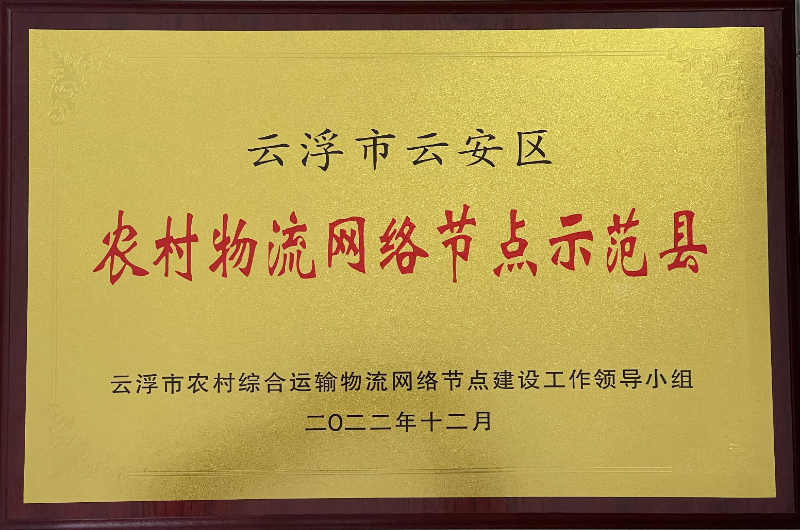 云浮市云安区
农村物流网络节点示范县
云浮市农村综合运输物流网络节点建设工作领导小组
二〇二二年十二月